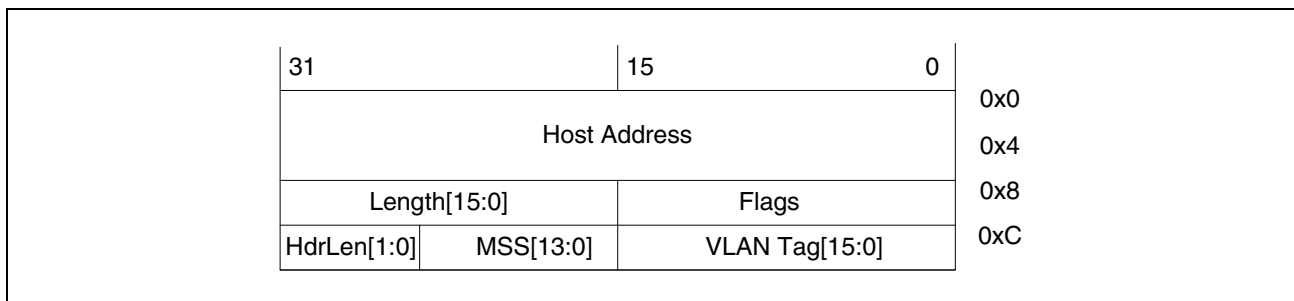 31 15 0
0x0
Host Address
0x4
Length[15:0] Flags 0x8
HdrLen[1:0] MSS[13:0] VLAN Tag[15:0] 0xC